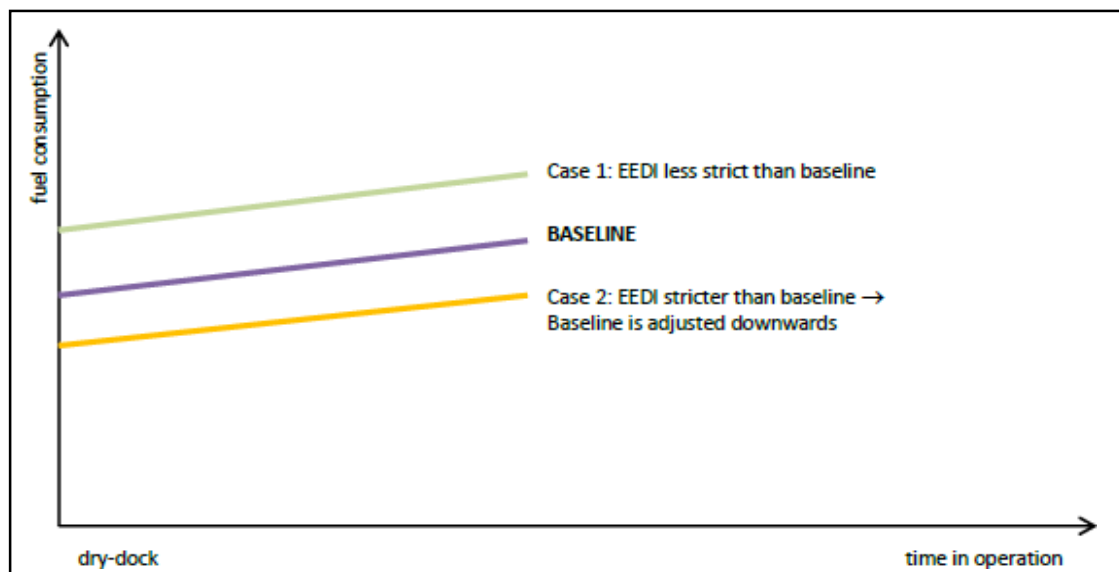 fuel consumption
Case 1: EEDI less strict than baseline
BASELINE
Case 2: EEDI stricter than baseline →
Baseline is adjusted downwards
dry-dock
time in operation